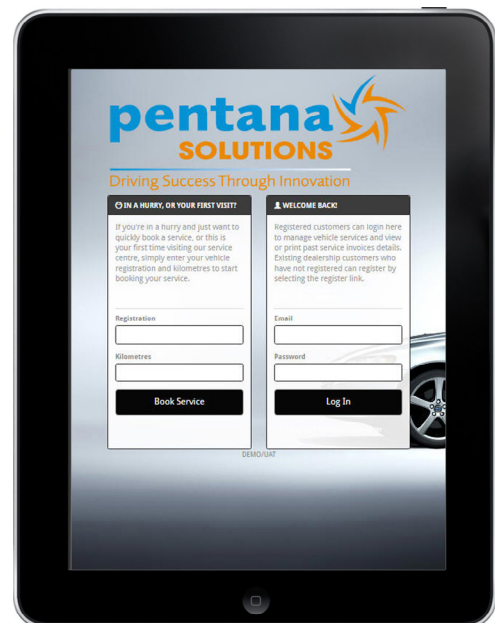 pentana
SOLUTIONS
Driving Success Through Innovation
IN A HURRY, OR YOUR FIRST VISIT?
If you're in a hurry and just want to
quickly book a service, or this is
your first time visiting our service
centre, simply enter your vehicle
registration and kilometres to start
booking your service.
Registration
Kilometres
Book Service
WELCOME BACK!
Registered customers can login here
to manage vehicle services and view
or print past service invoices details.
Existing dealership customers who
have not registered can register by
selecting the register link.
Email
Password
Log In
DEMO/UAT